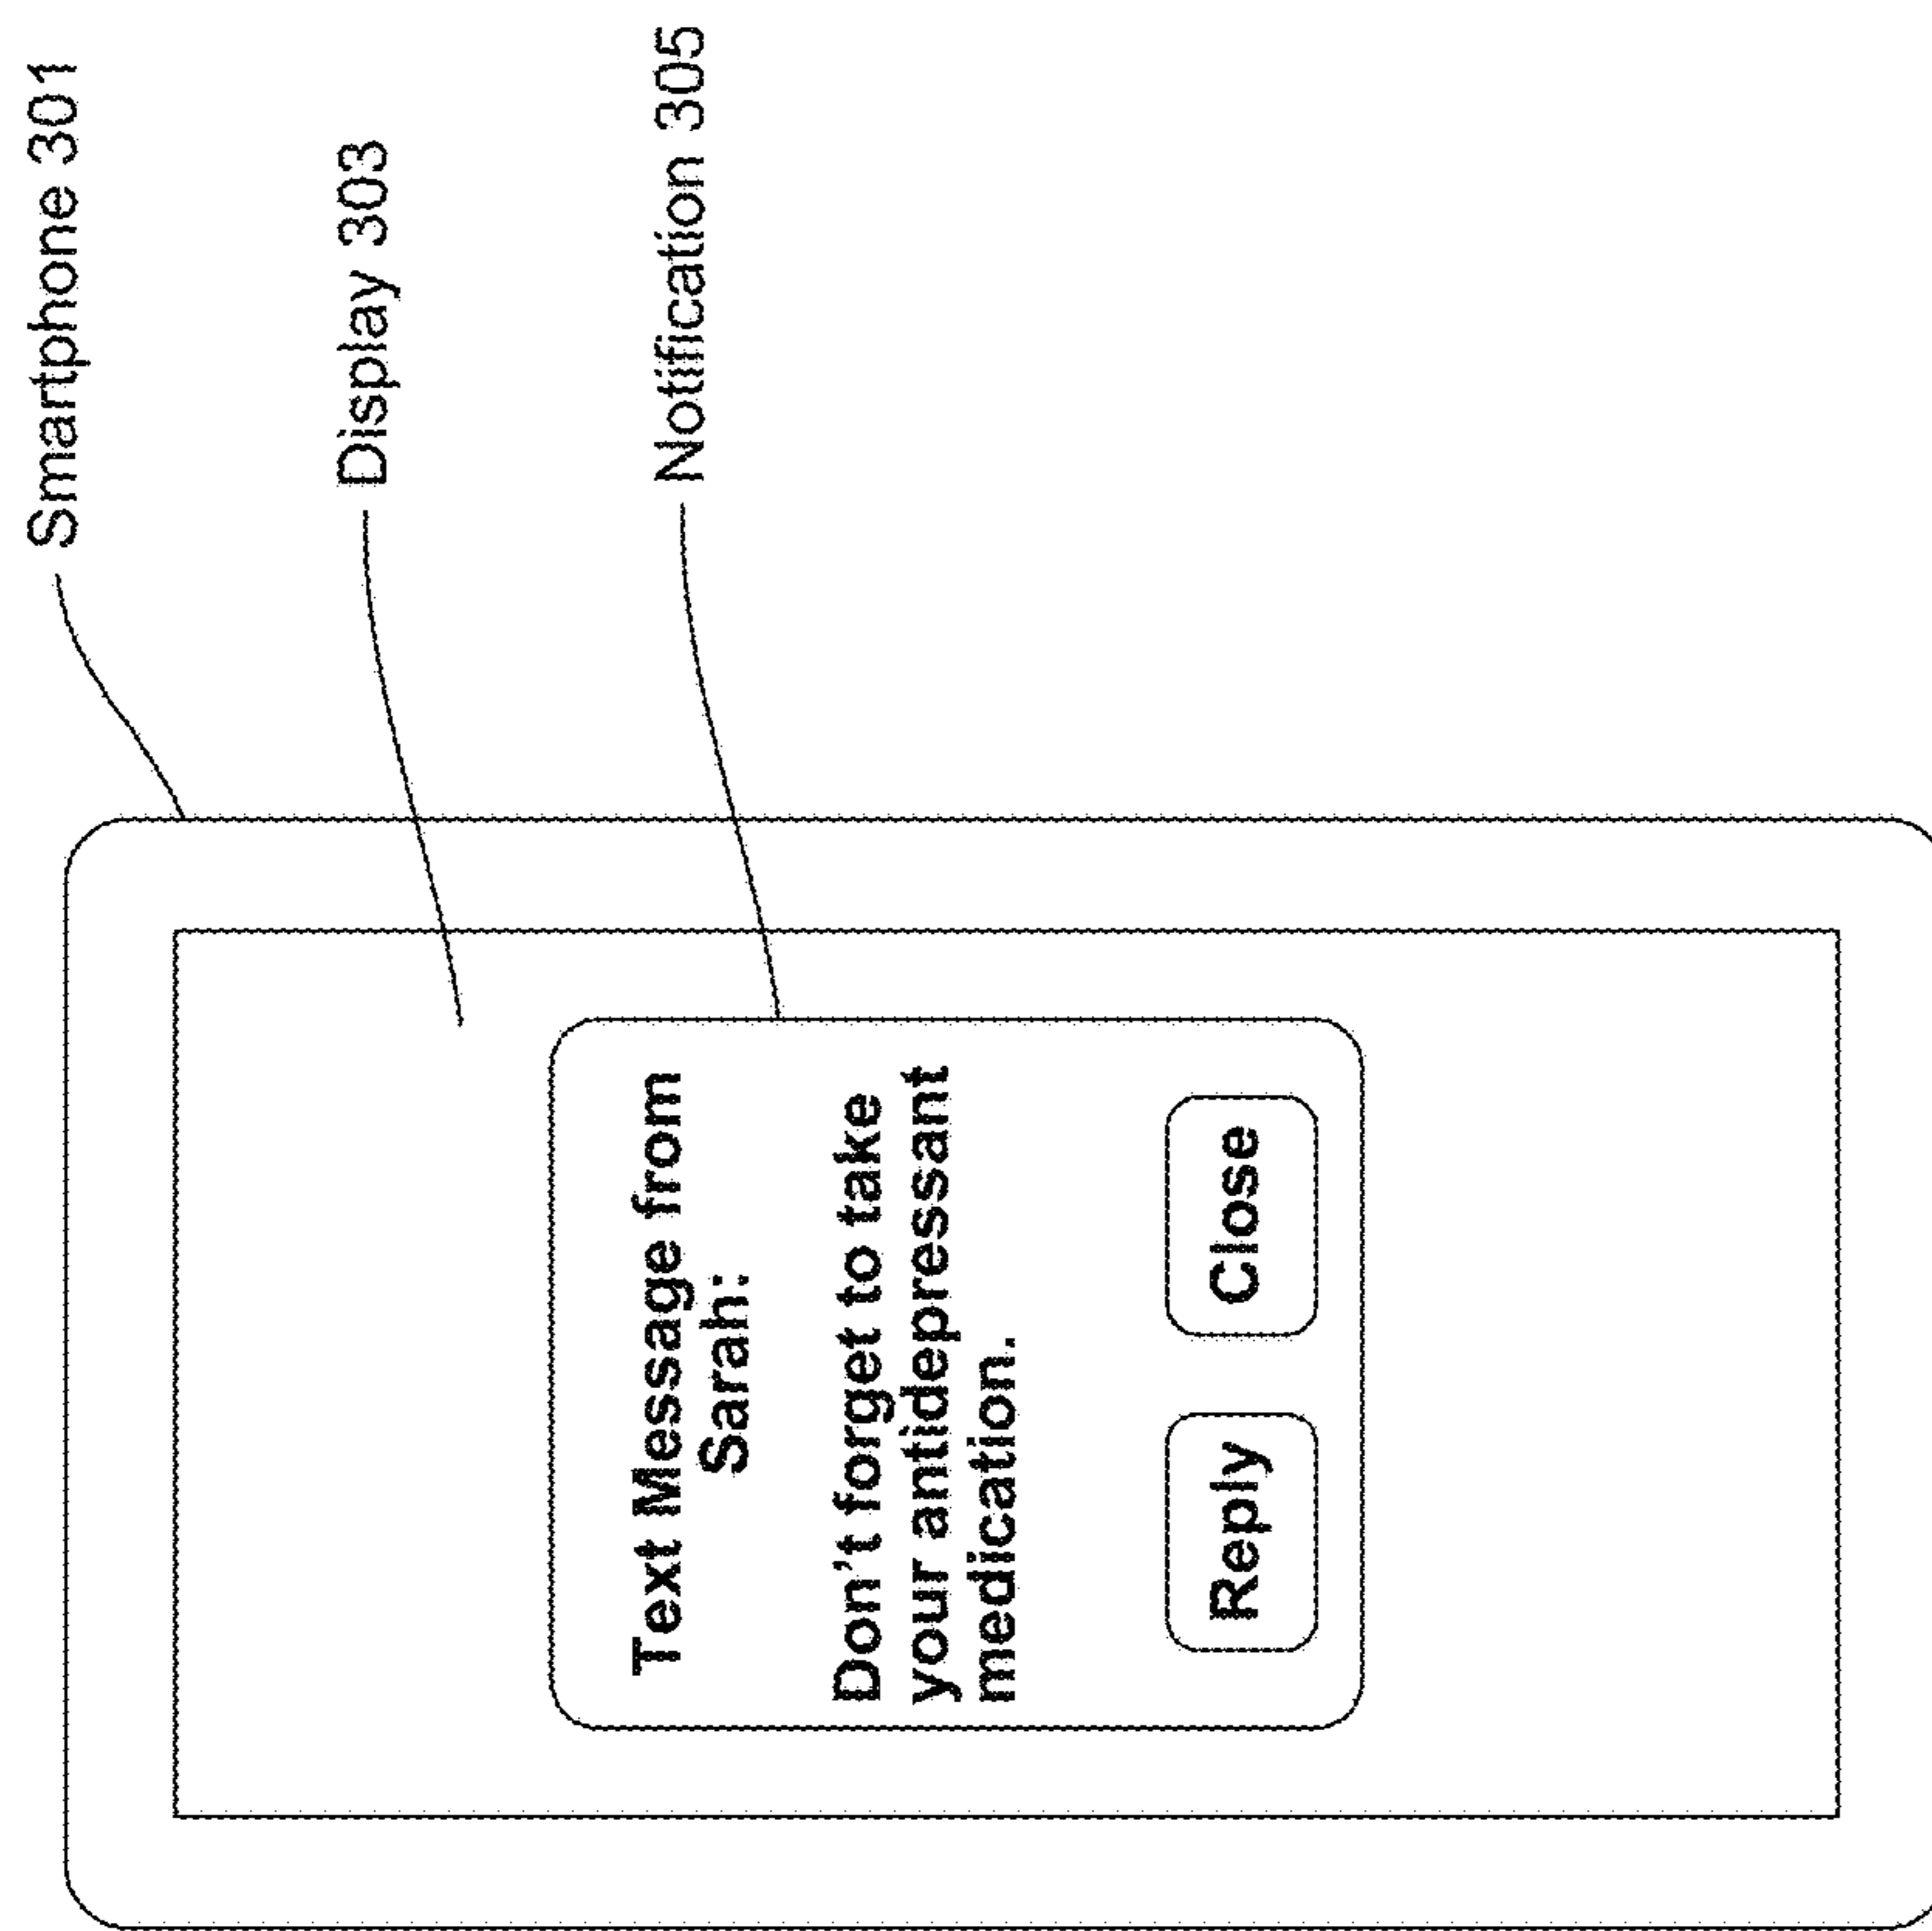 Smartphone 301
Display 303
Notification 305
Text Message from
Sarah:
Don't forget to take
your antidepressant
medication.
Reply
Close